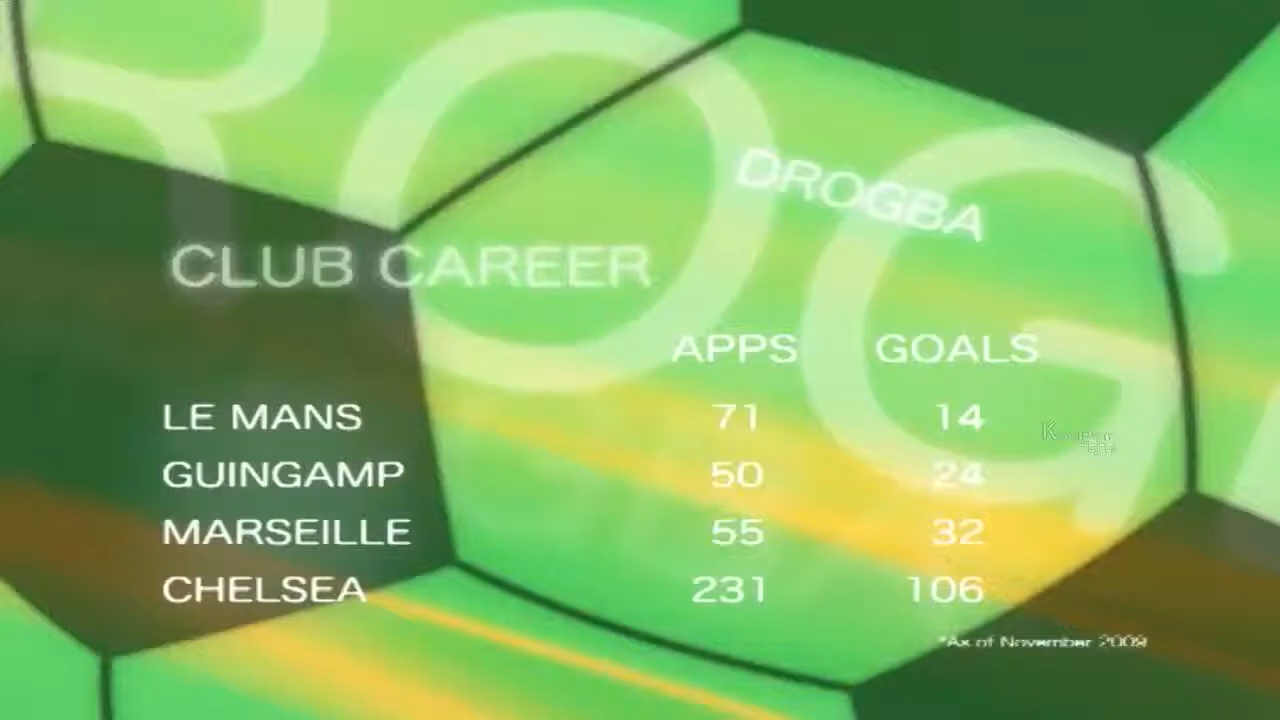 ROG
DROGBA
CLUB CAREER
APPS GOALS
LE MANS 71 14
GUINGAMP 50 24
MARSEILLE 55 32
CHELSEA 231 106
*As of November 2009